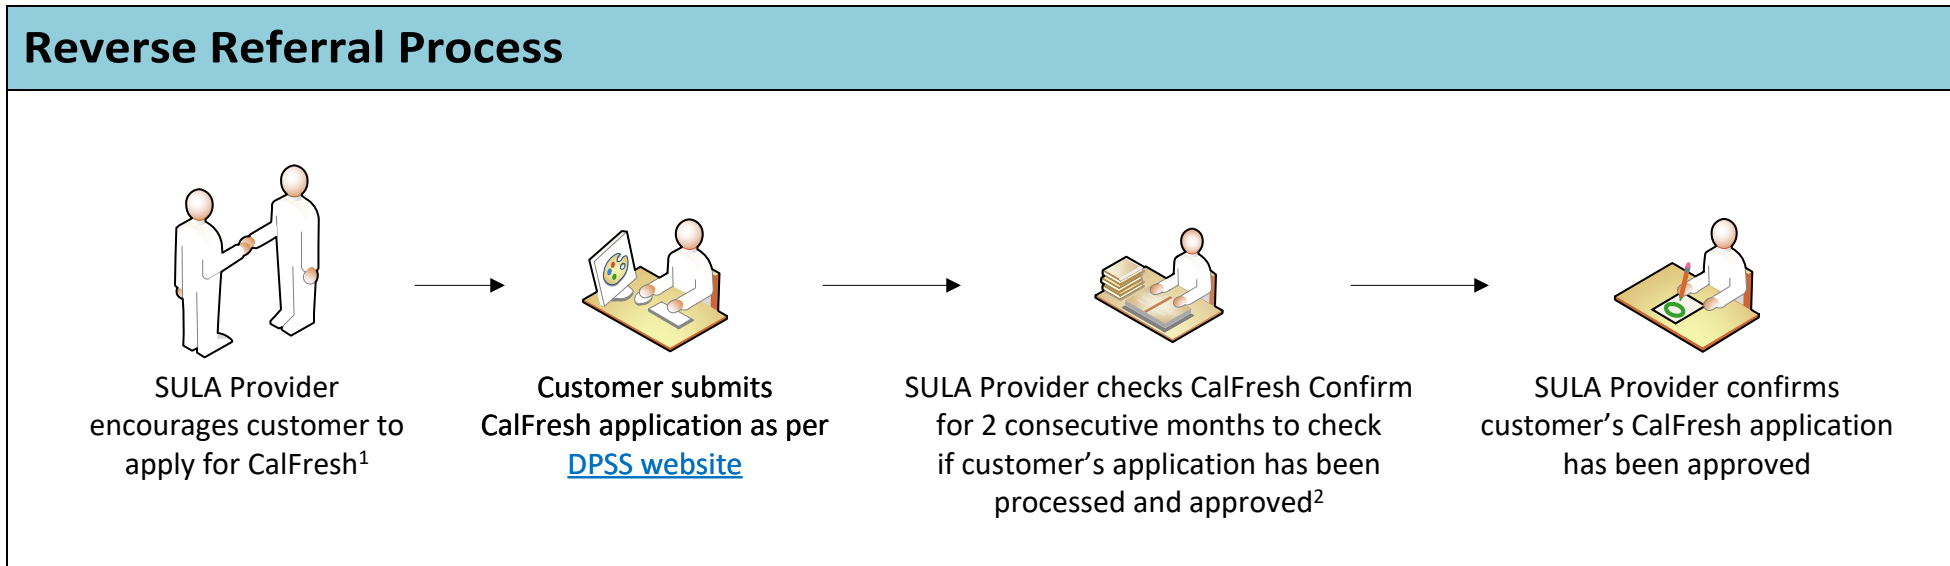 Reverse Referral Process
SULA Provider
encourages customer to
apply for CalFresh¹
Customer submits
CalFresh application as per
DPSS website
SULA Provider checks CalFresh Confirm
for 2 consecutive months to check
if customer’s application has been
processed and approved²
SULA Provider confirms
customer’s CalFresh application
has been approved